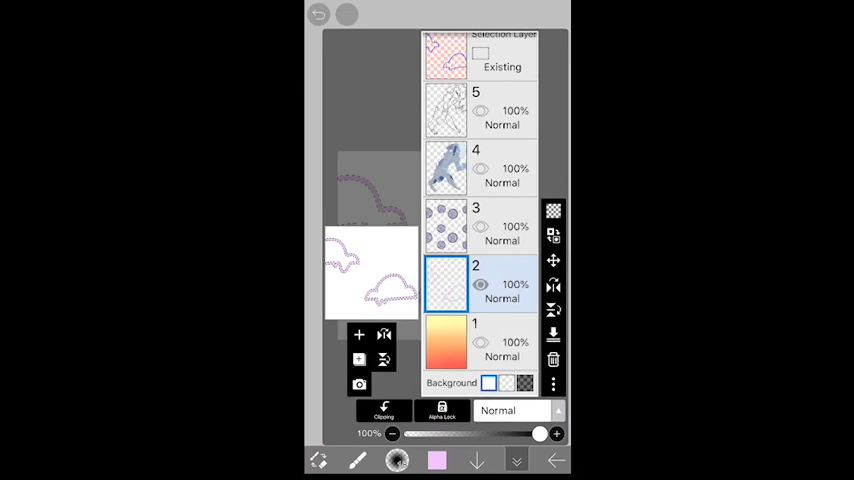 Selection Layer
Existing
5
100%
Normal
4
100%
Normal
3
100%
Normal
2
100%
Normal
1
100%
Normal
Background
Clipping
Alpha Lock
Normal
100%